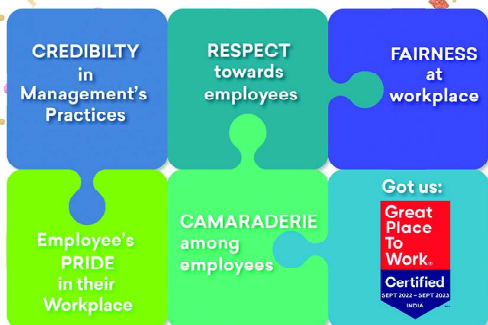 CREDIBILTY
in
Management's
Practices
RESPECT
towards
employees
FAIRNESS
at
workplace
Employee's
PRIDE
in their
Workplace
CAMARADERIE
among
employees
Got us:
Great
Place
To
Work®
Certified
SEPT 2022 – SEPT 2023
INDIA